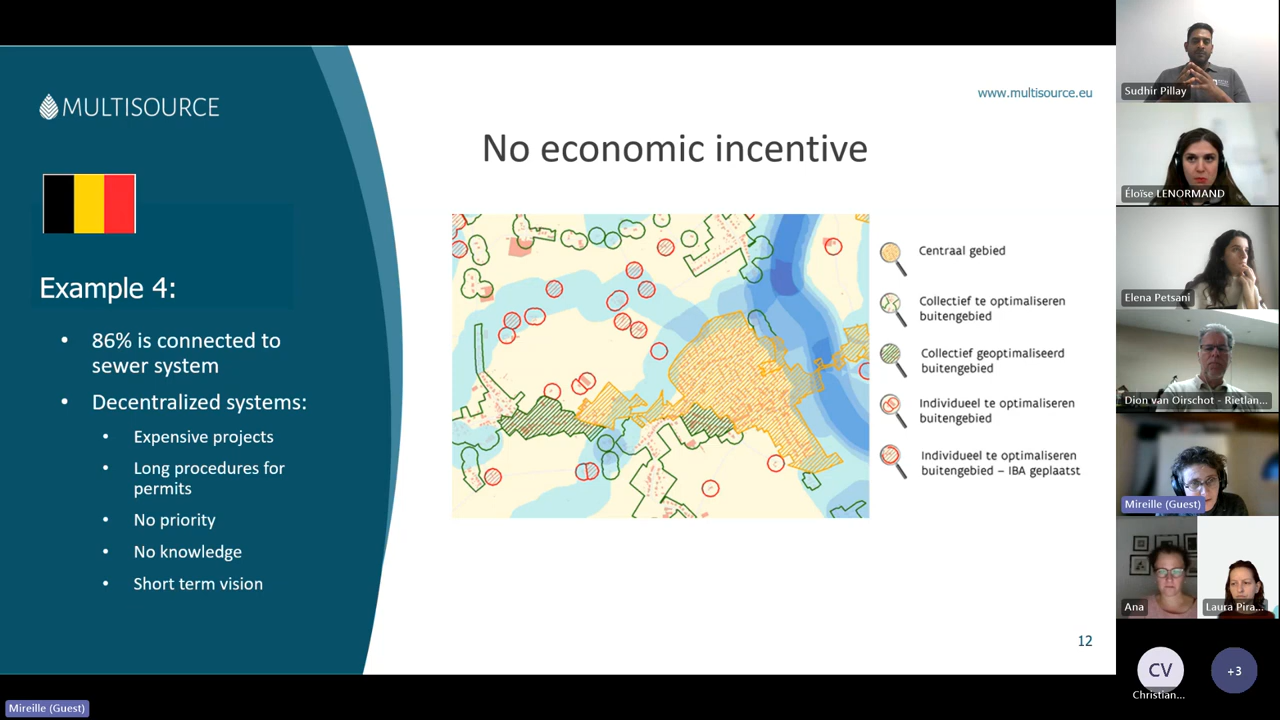 MULTISOURCE
www.multisource.eu
No economic incentive
Example 4:
• 86% is connected to
sewer system
• Decentralized systems:
• Expensive projects
• Long procedures for
permits
• No priority
• No knowledge
• Short term vision
Centraal gebied
Collectief te optimaliseren
buitengebied
Collectief geoptimaliseerd
buitengebied
Individueel te optimaliseren
buitengebied
Individueel te optimaliseren
buitengebied – IBA geplaatst
12
Sudhir Pillay
Éloïse LENORMAND
Elena Petsani
Dion van Oirschot - Rietlan...
Mireille (Guest)
Ana
Laura Pira...
CV
Christian...
+3
Mireille (Guest)